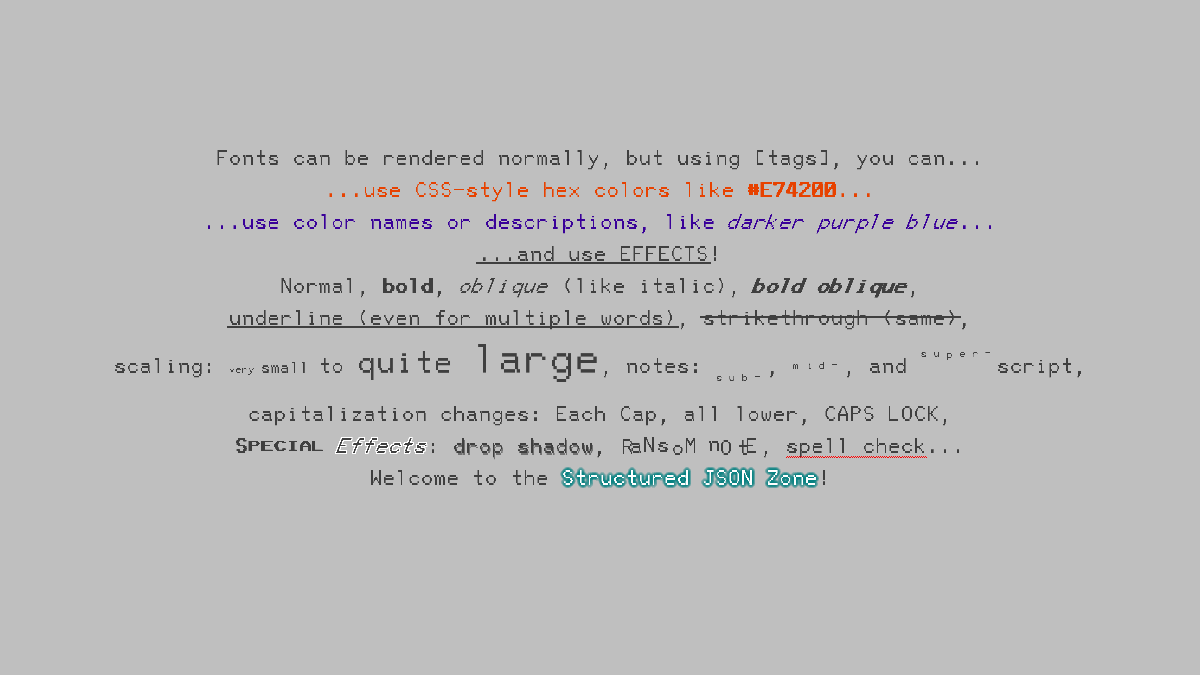 Fonts can be rendered normally, but using [tags], you can...
...use CSS-style hex colors like #E74200...
...use color names or descriptions, like darker purple blue...
...and use EFFECTS!
Normal, bold, oblique (like italic), bold oblique,
underline (even for multiple words), strikethrough (same),
scaling: very small to quite large, notes: sub-, mid-, and super-script,
capitalization changes: Each Cap, all lower, CAPS LOCK,
SPECIAL Effects: drop shadow, RaNsoM nOtE, spell check...
Welcome to the Structured JSON Zone!